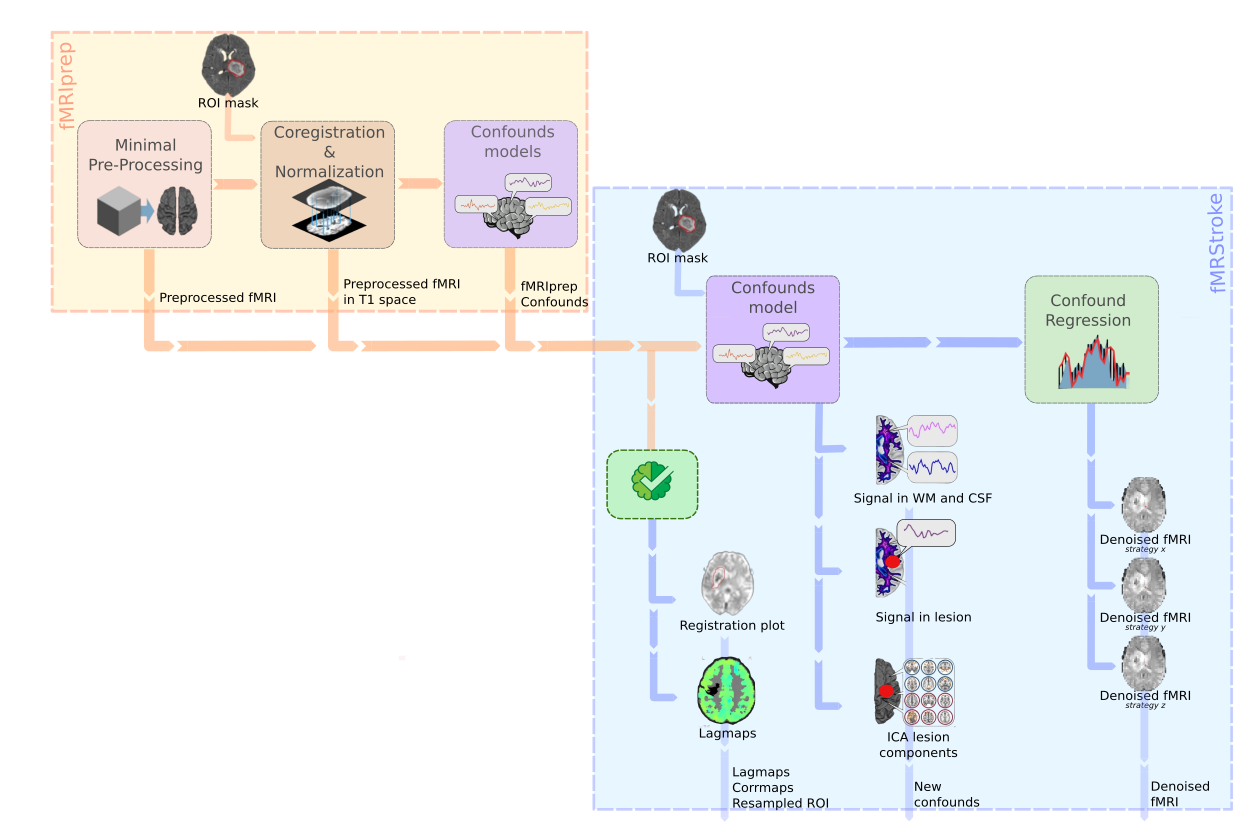 fMRIprep
ROI mask
Minimal
Pre-Processing
Coregistration
&
Normalization
Confounds
models
Preprocessed fMRI
Preprocessed fMRI
in T1 space
fMRIprep
Confounds
fMRStroke
ROI mask
Confounds
model
Confound
Regression
Signal in WM and CSF
Signal in lesion
ICA lesion
components
Registration plot
Lagmaps
Denoised fMRI
strategy x
Denoised fMRI
strategy y
Denoised fMRI
strategy z
Lagmaps
Corrmaps
Resampled ROI
New
confounds
Denoised
fMRI